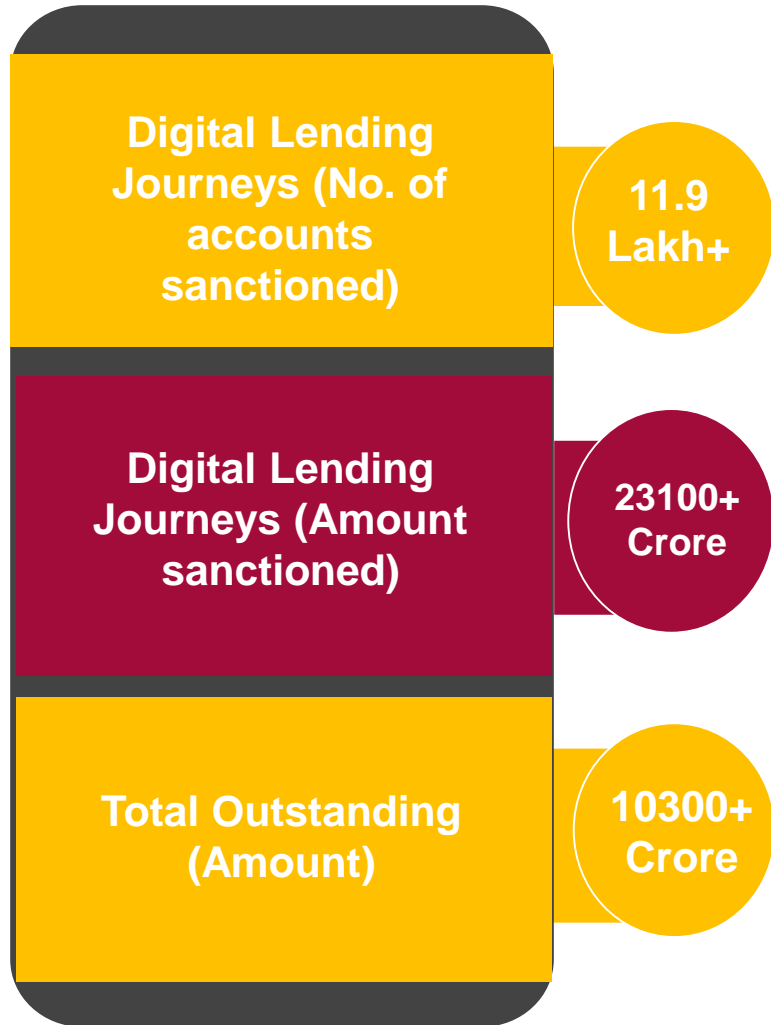 Digital Lending
Journeys (No. of
accounts
sanctioned)
11.9
Lakh+
Digital Lending
Journeys (Amount
sanctioned)
23100+
Crore
Total Outstanding
(Amount)
10300+
Crore